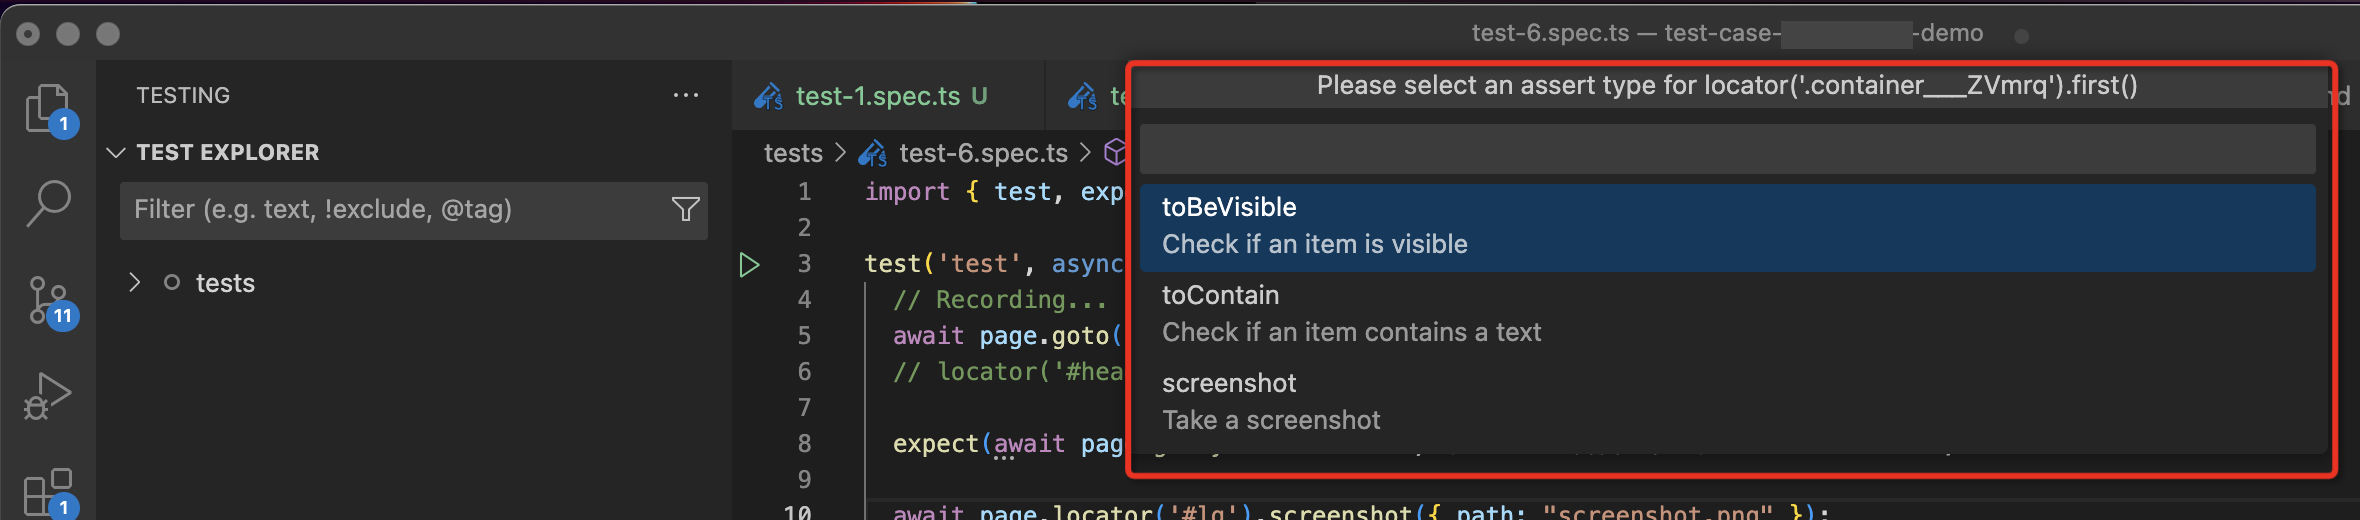 test-6.spec.ts — test-case- -demo
TESTING
TEST EXPLORER
Filter (e.g. text, !exclude, @tag)
tests
1
11
1
test-1.spec.ts U
tests > test-6.spec.ts >
1 import { test, exp
2
3 test('test', async
4 // Recording...
5 await page.goto(
6 // locator('#hea
7
8 expect(await pag
9
10 await page.locator('#lg').screenshot({ path: "screenshot.png" });
Please select an assert type for locator('.container___ZVmrq').first()
toBeVisible
Check if an item is visible
toContain
Check if an item contains a text
screenshot
Take a screenshot